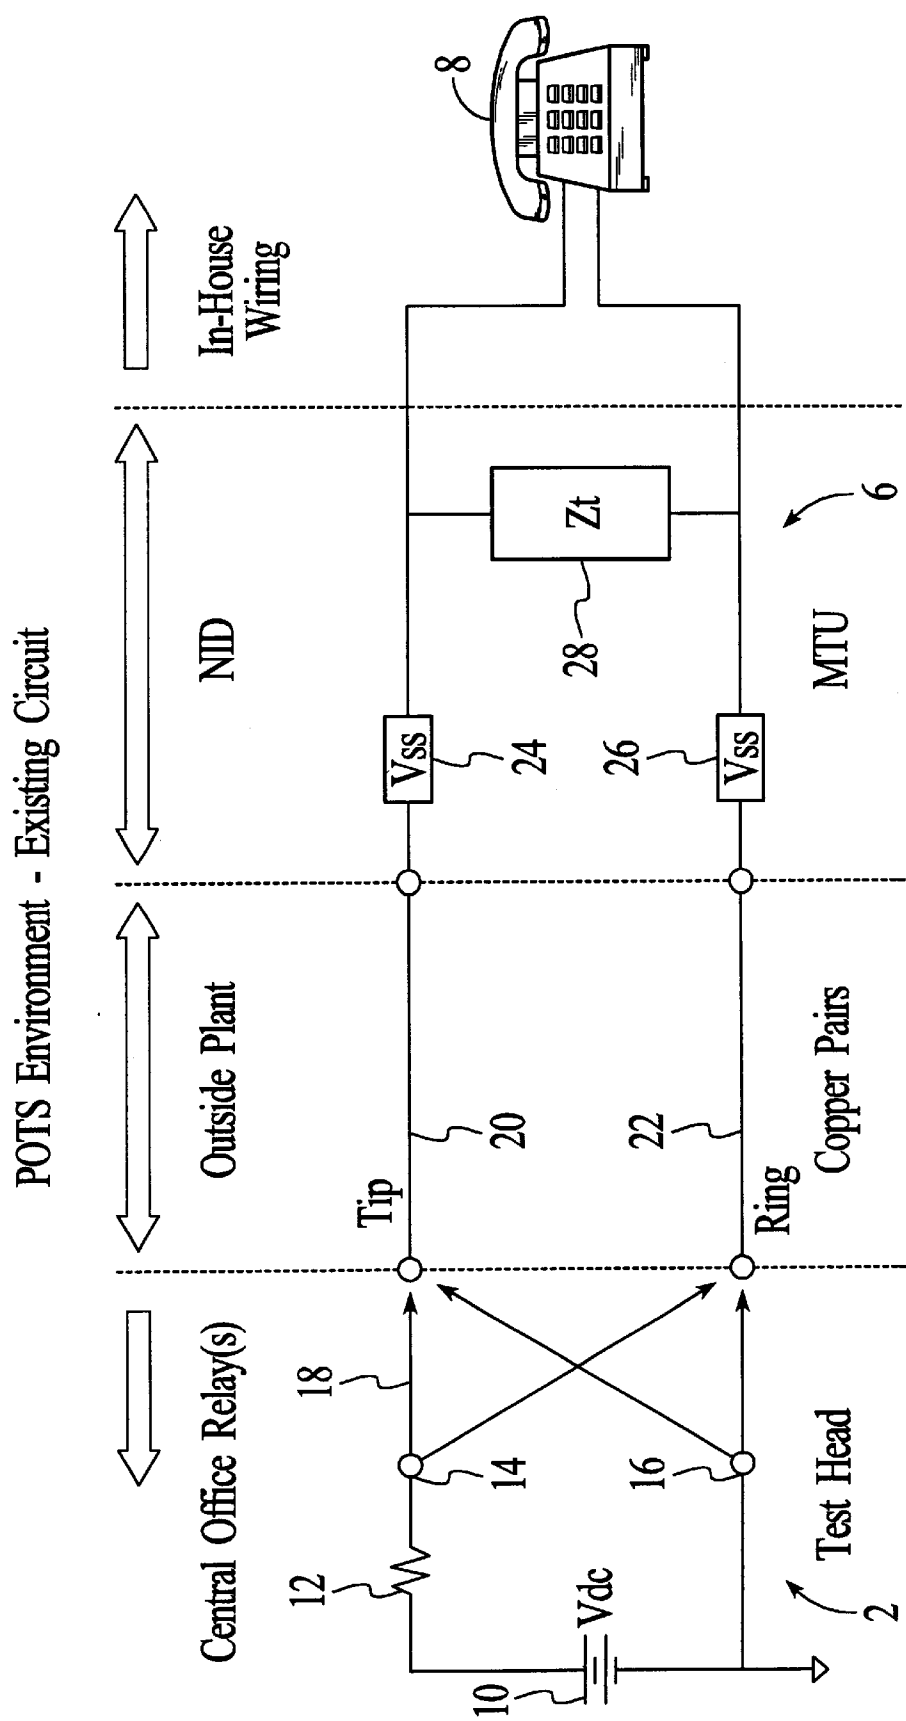 POTS Environment - Existing Circuit
Central Office Relay(s)
Outside Plant
NID
In-House
Wiring
8
12
18
Tip
14
20
24
28
Zt
Vss
10
Vdc
16
22
26
Vss
Ring
2
Test Head
Copper Pairs
MTU
6